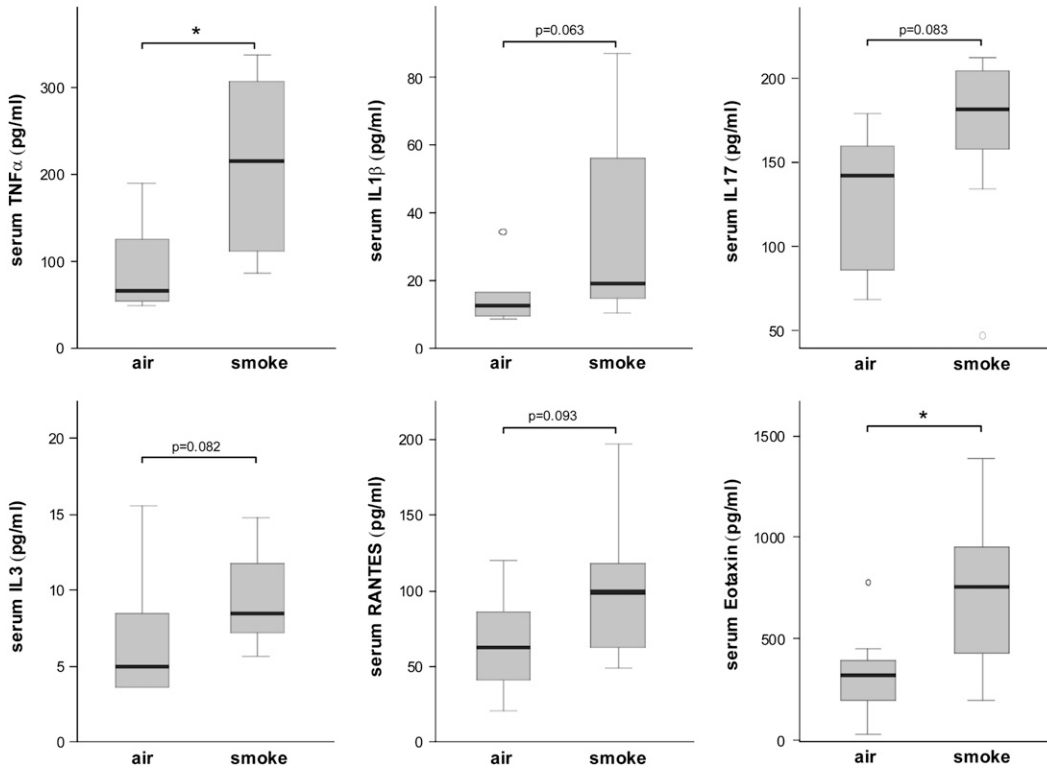 *
serum TNFα (pg/ml)
300
200
100
0
air smoke
p=0.063
serum IL1β (pg/ml)
80
60
40
20
0
air smoke
p=0.083
serum IL17 (pg/ml)
200
150
100
50
air smoke
p=0.082
serum IL3 (pg/ml)
20
15
10
5
0
air smoke
p=0.093
serum RANTES (pg/ml)
200
150
100
50
0
air smoke
*
serum Eotaxin (pg/ml)
1500
1000
500
0
air smoke